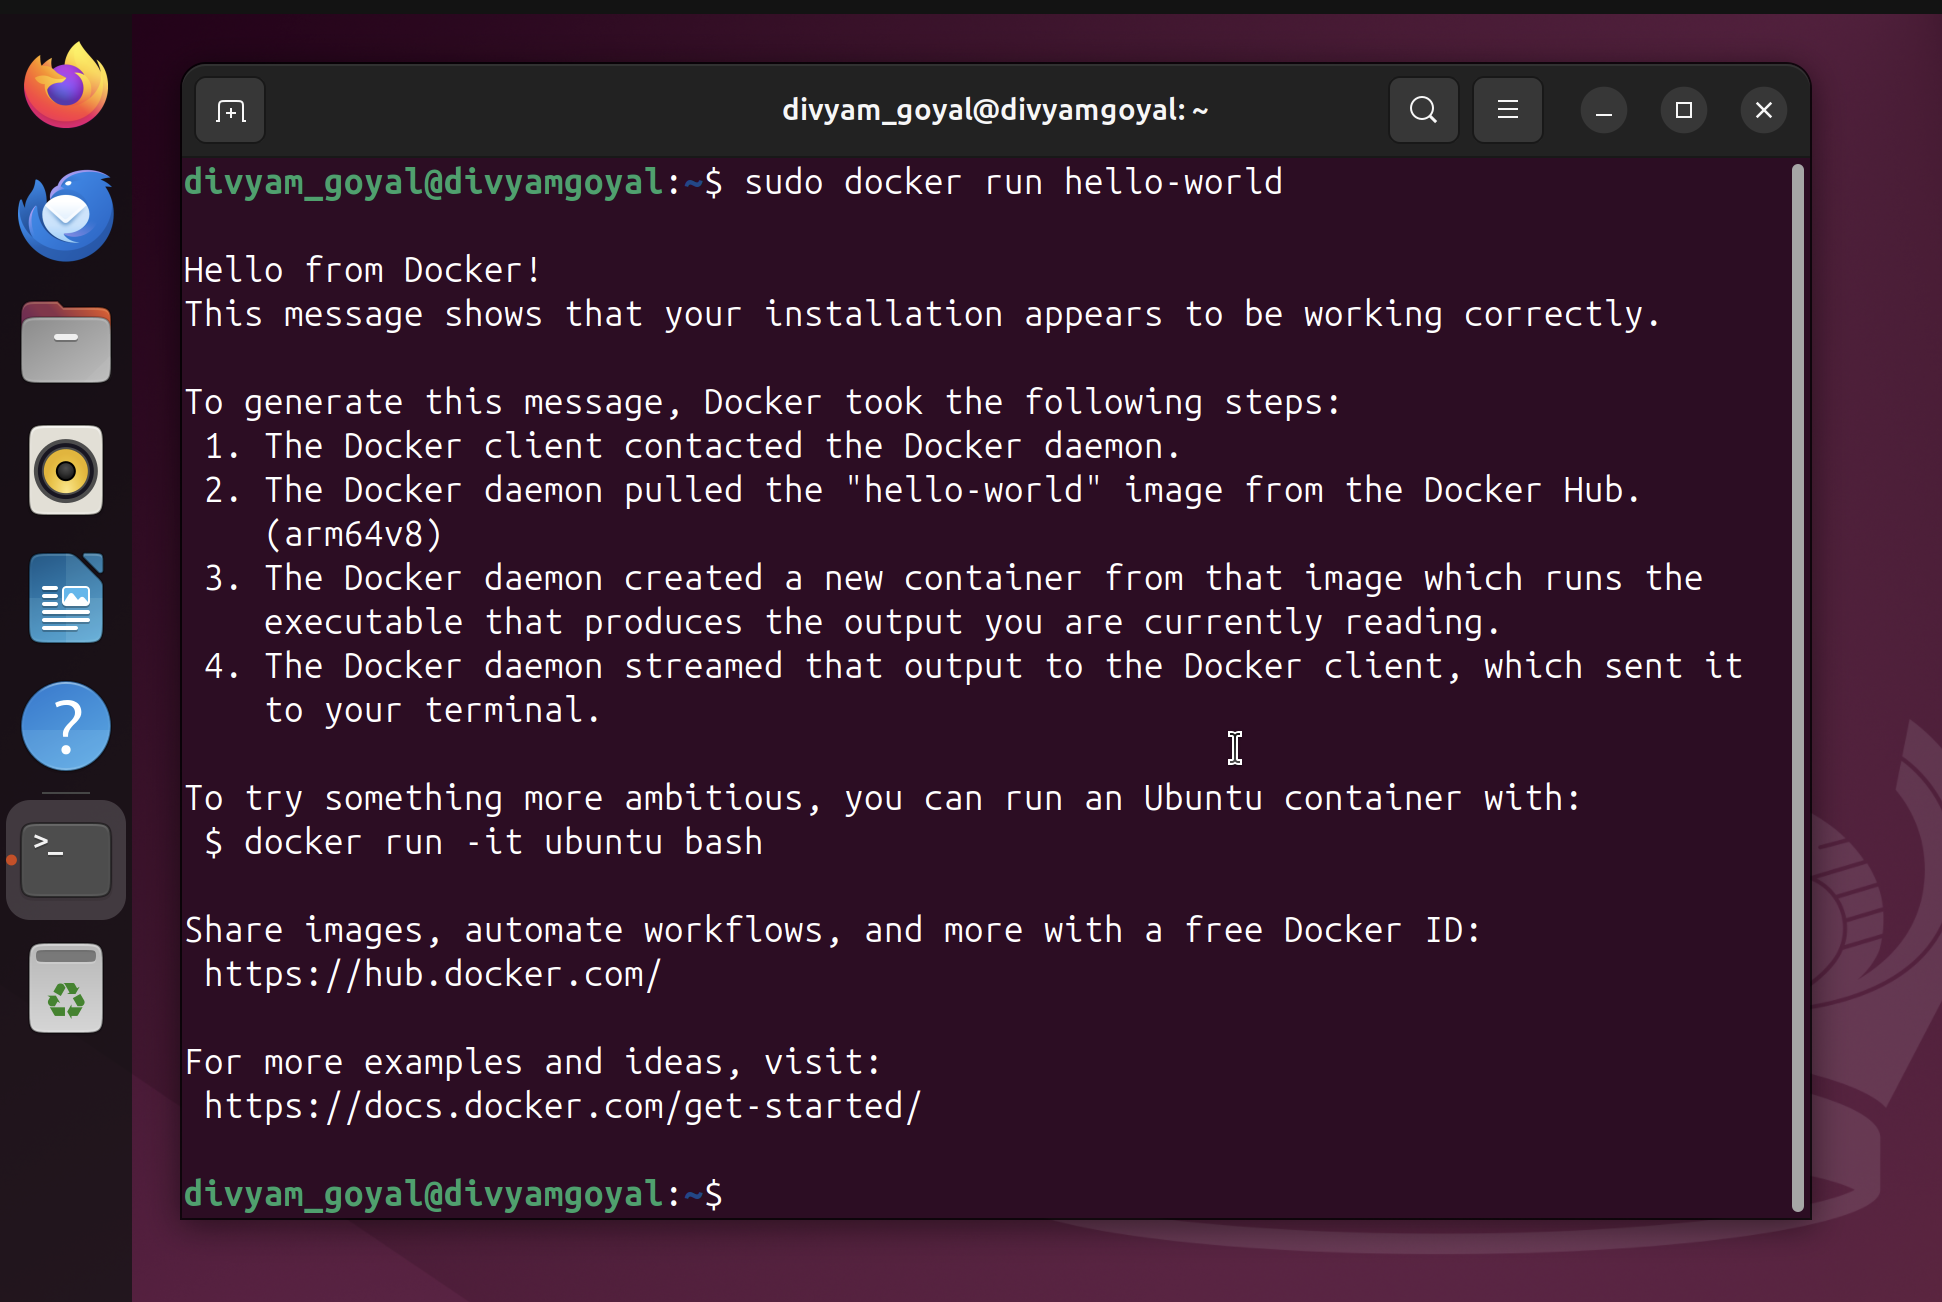 divyam_goyal@divyamgoyal: ~
divyam_goyal@divyamgoyal:~$ sudo docker run hello-world
Hello from Docker!
This message shows that your installation appears to be working correctly.
To generate this message, Docker took the following steps:
1. The Docker client contacted the Docker daemon.
2. The Docker daemon pulled the "hello-world" image from the Docker Hub.
(arm64v8)
3. The Docker daemon created a new container from that image which runs the
executable that produces the output you are currently reading.
4. The Docker daemon streamed that output to the Docker client, which sent it
to your terminal.
To try something more ambitious, you can run an Ubuntu container with:
$ docker run -it ubuntu bash
Share images, automate workflows, and more with a free Docker ID:
https://hub.docker.com/
For more examples and ideas, visit:
https://docs.docker.com/get-started/
divyam_goyal@divyamgoyal:~$